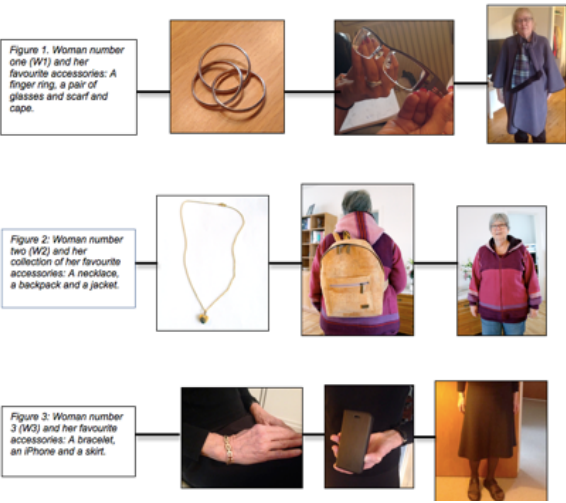 Figure 1. Woman number
one (W1) and her
favourite accessories: A
finger ring, a pair of
glasses and scarf and
cape.
Figure 2: Woman number
two (W2) and her
collection of her favourite
accessories: A necklace,
a backpack and a jacket.
Figure 3: Woman number
3 (W3) and her favourite
accessories: A bracelet,
an iPhone and a skirt.